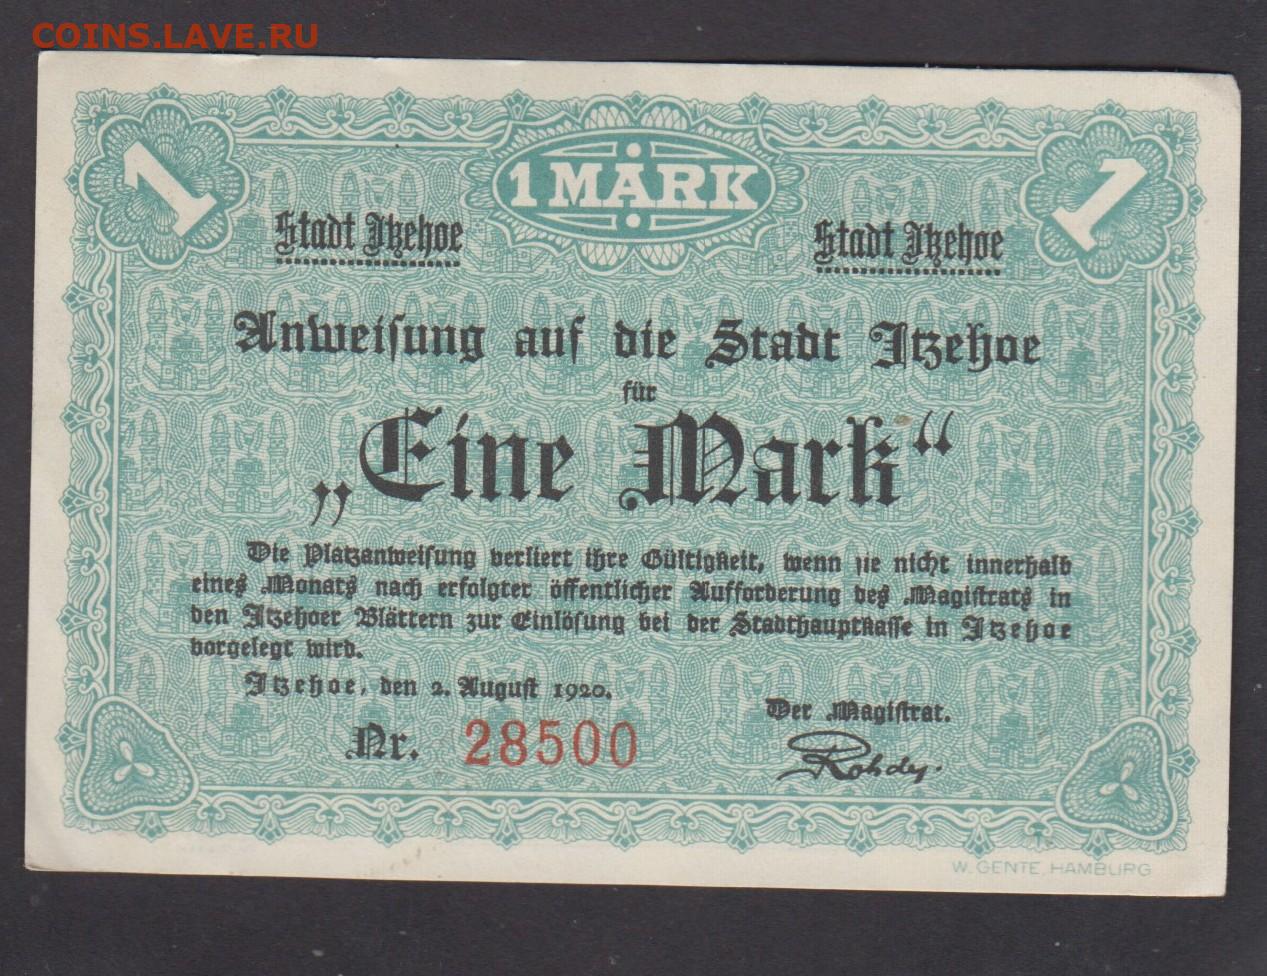 COINS.LAVE.RU
1
1 MARK
1
Stadt Itzehoe
Stadt Itzehoe
Anweisung auf die Stadt Itzehoe
für
„Eine Mark“
Die Platzanweisung verliert ihre Gültigkeit, wenn sie nicht innerhalb
eines Monats nach erfolgter öffentlicher Aufforderung des Magistrats in
den Itzehoer Blättern zur Einlösung bei der Stadthauptkasse in Itzehoe
vorgelegt wird.
Itzehoe, den 2. August 1920.
Der Magistrat.
Nr. 28500
Rohdy.
W. GENTE, HAMBURG